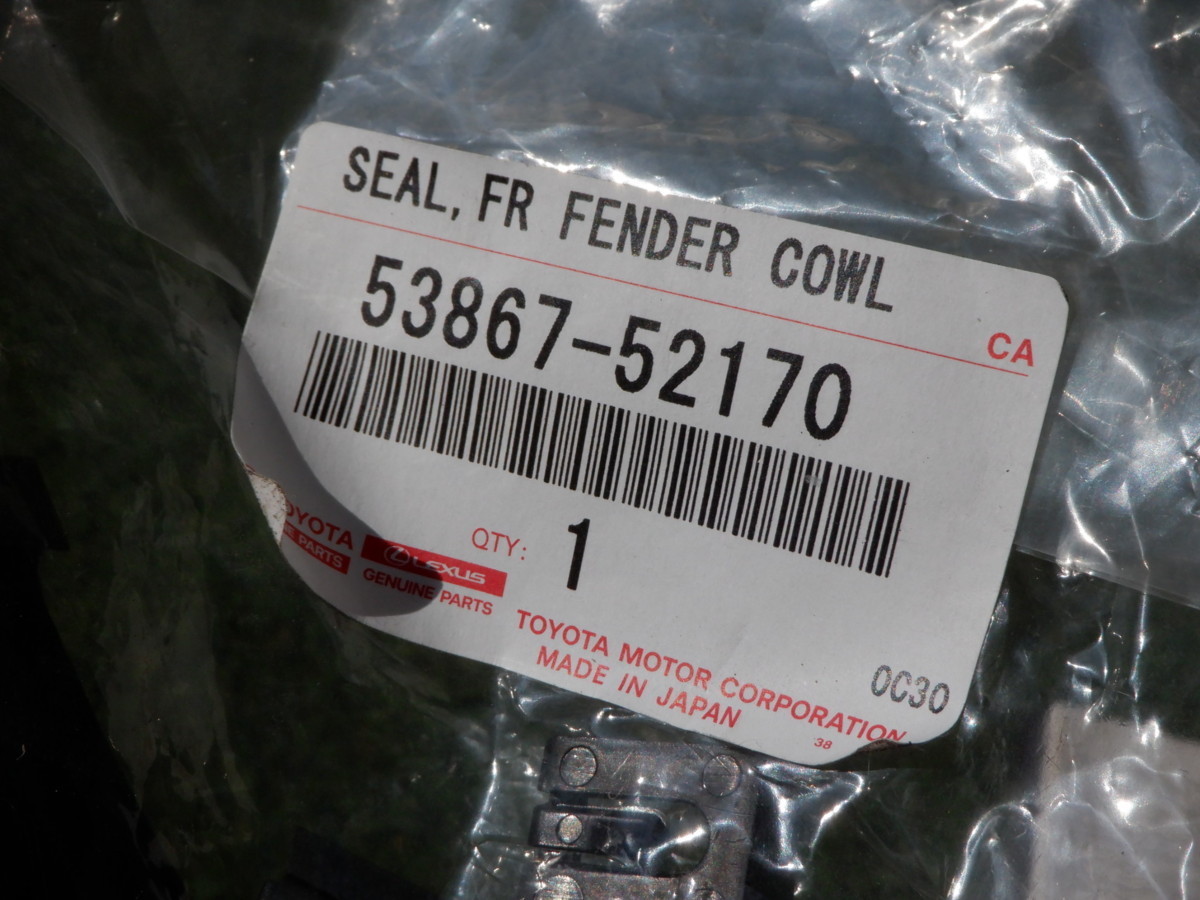 SEAL, FR FENDER COWL
CA
53867-52170
QTY: 1
LEXUS
PARTS
GENUINE PARTS
TOYOTA MOTOR CORPORATION
MADE IN JAPAN
0C30
'38